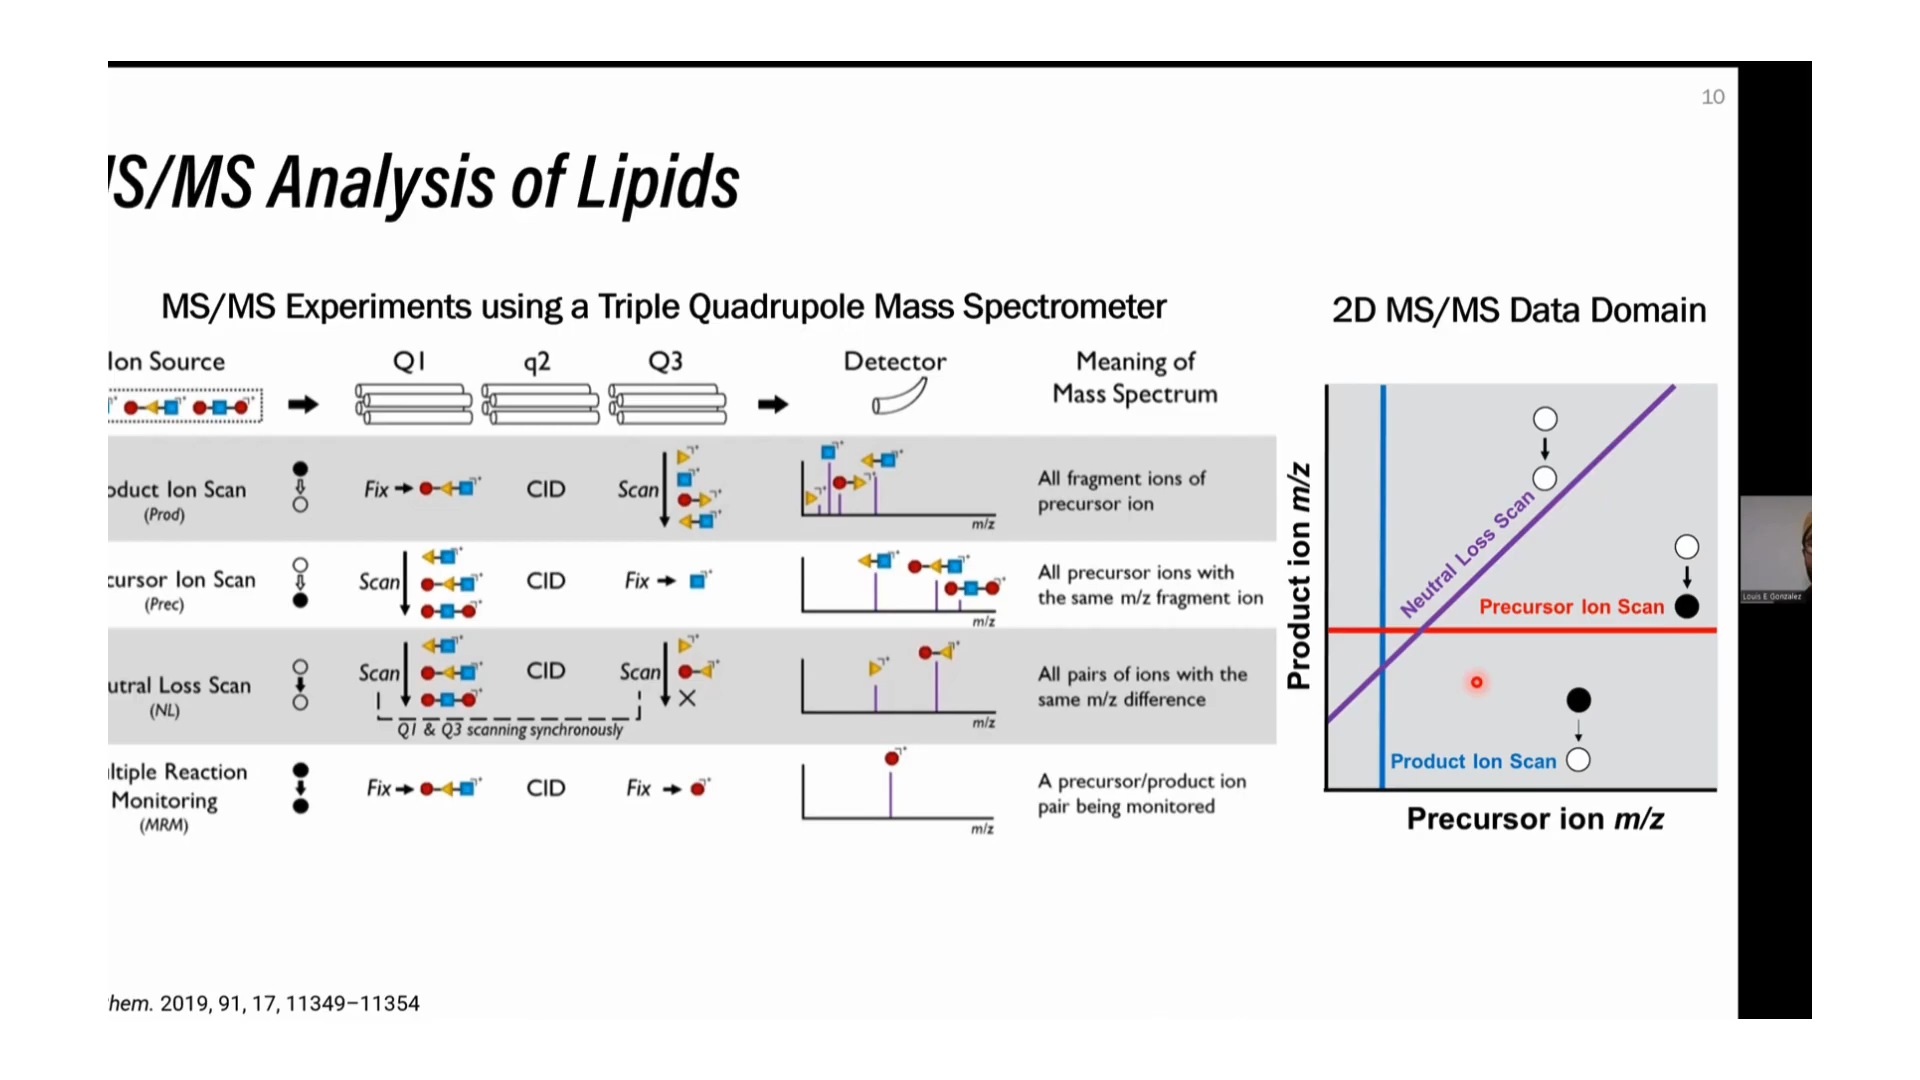 10
S/MS Analysis of Lipids
MS/MS Experiments using a Triple Quadrupole Mass Spectrometer
2D MS/MS Data Domain
Ion Source
Q1
q2
Q3
Detector
Meaning of
Mass Spectrum
oduct Ion Scan
(Prod)
Fix
CID
Scan
m/z
All fragment ions of
precursor ion
cursor Ion Scan
(Prec)
Scan
CID
Fix
m/z
All precursor ions with
the same m/z fragment ion
utral Loss Scan
(NL)
Scan
CID
Scan
Q1 & Q3 scanning synchronously
m/z
All pairs of ions with the
same m/z difference
ltiple Reaction
Monitoring
(MRM)
Fix
CID
Fix
m/z
A precursor/product ion
pair being monitored
Product ion m/z
Neutral Loss Scan
Precursor Ion Scan
Product Ion Scan
Precursor ion m/z
Louis E Gonzalez
hem. 2019, 91, 17, 11349–11354